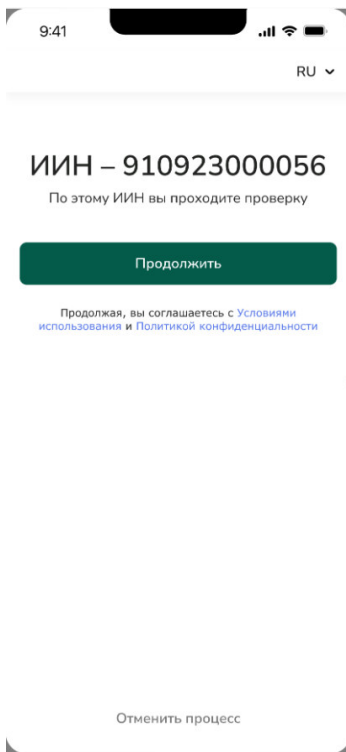 9:41
RU
ИИН – 910923000056
По этому ИИН вы проходите проверку
Продолжить
Продолжая, вы соглашаетесь с Условиями
использования и Политикой конфиденциальности
Отменить процесс